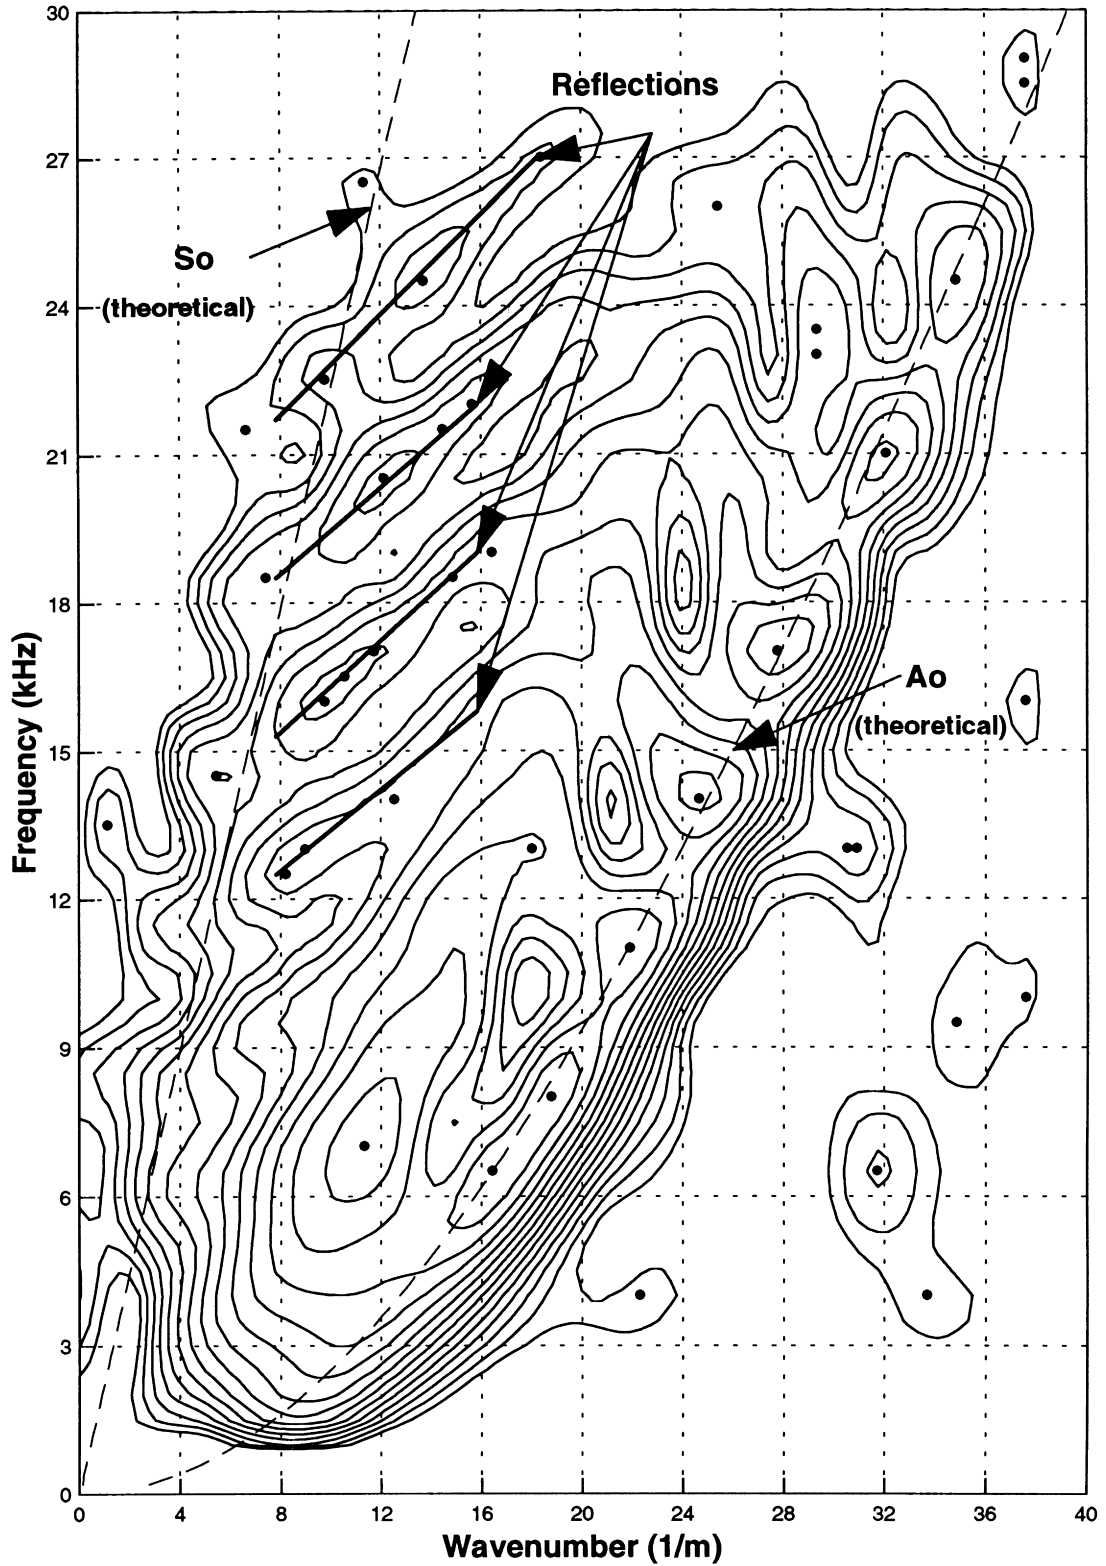 30
Reflections
27
So
(theoretical)
24
21
18
Ao
(theoretical)
15
12
9
6
3
0
Frequency (kHz)
0 4 8 12 16 20 24 28 32 36 40
Wavenumber (1/m)